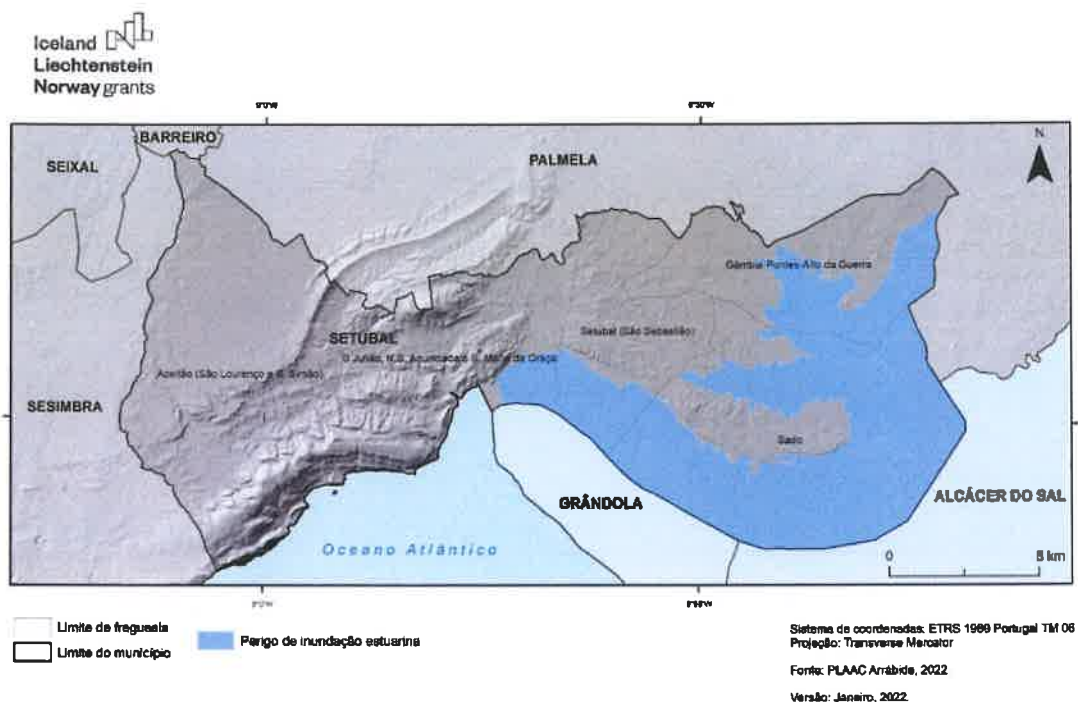 Iceland
Liechtenstein
Norway grants
BARREIRO
SEIXAL
PALMELA
N
Gâmbia-Pontes-Alto da Guerra
SETÚBAL
Setúbal (São Sebastião)
Azeitão (São Lourenço e S. Simão)
SESIMBRA
Sado
GRÂNDOLA
ALCÁCER DO SAL
Oceano Atlântico
0 5 km
Limite de freguesia
Limite do município
Perigo de inundação estuarina
Sistema de coordenadas: ETRS 1989 Portugal TM 06
Projeção: Transverse Mercator
Fonte: PLAAC Arrábida, 2022
Versão: Janeiro, 2022